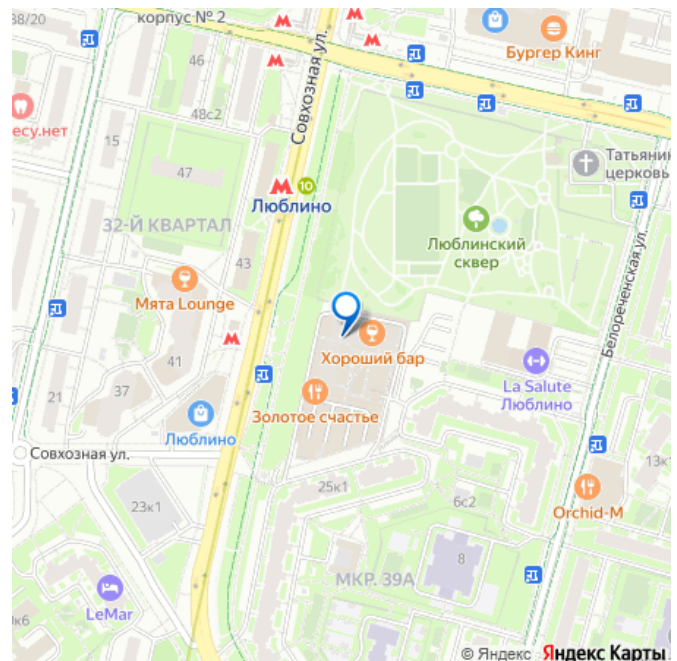 38/20
корпус № 2
Бургер Кинг
46
Совхозная ул.
48с2
есу.нет
15
47
Татьянин
церковь
10
Люблино
32-Й КВАРТАЛ
Люблинский
сквер
Белореченская ул.
43
Мята Lounge
Хороший бар
41
37
La Salute
Люблино
21
Золотое счастье
Люблино
Совхозная ул.
13к1
25к1
23к1
6с2
Orchid-M
8
МКР. 39А
LeMar
к6
© Яндекс Яндекс Карты